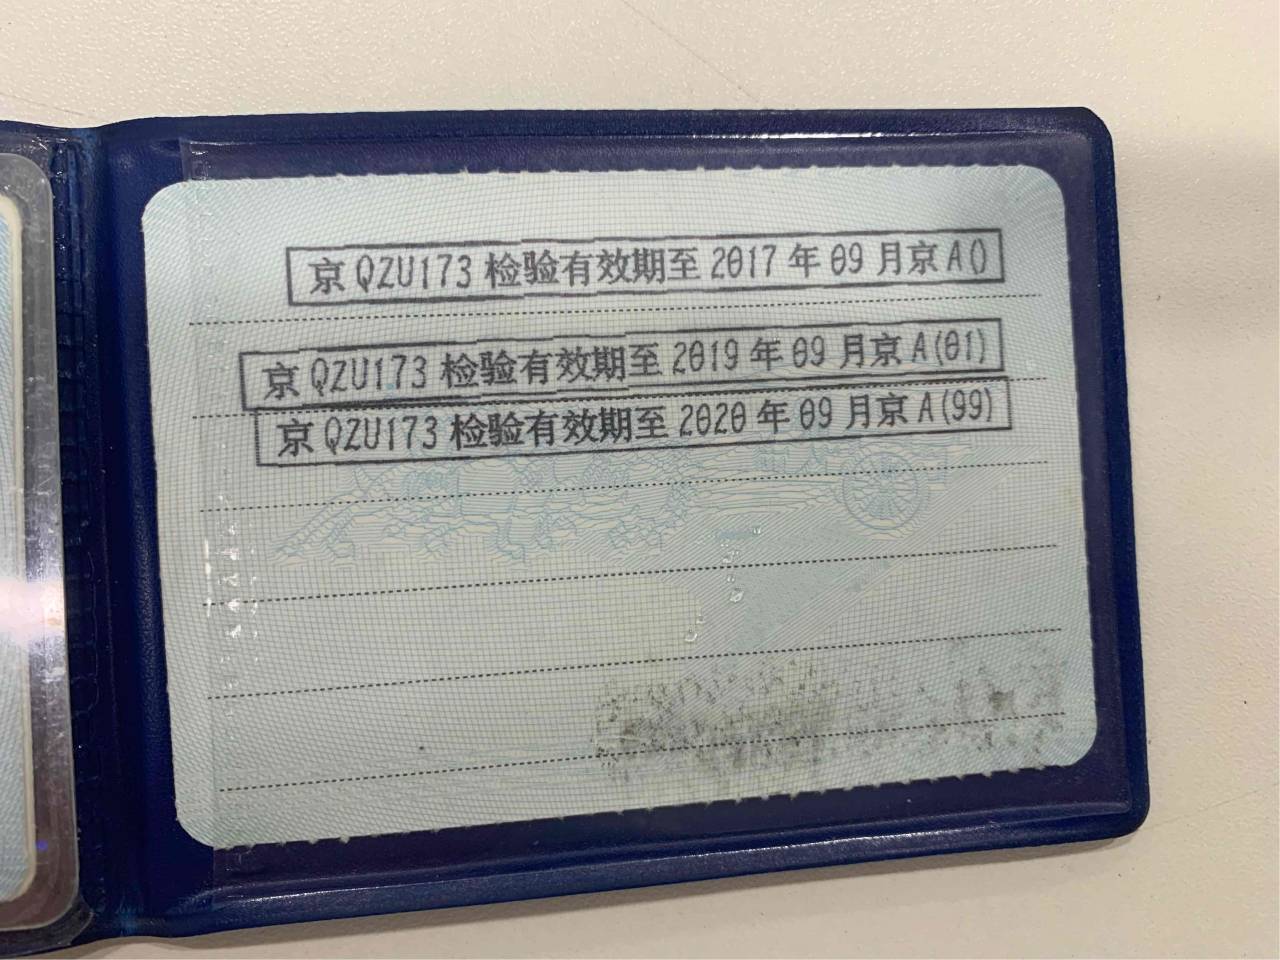 京QZU173 检验有效期至 2017 年 09 月京A()
京QZU173 检验有效期至 2019 年 09 月京A(01)
京QZU173 检验有效期至 2020 年 09 月京A(99)